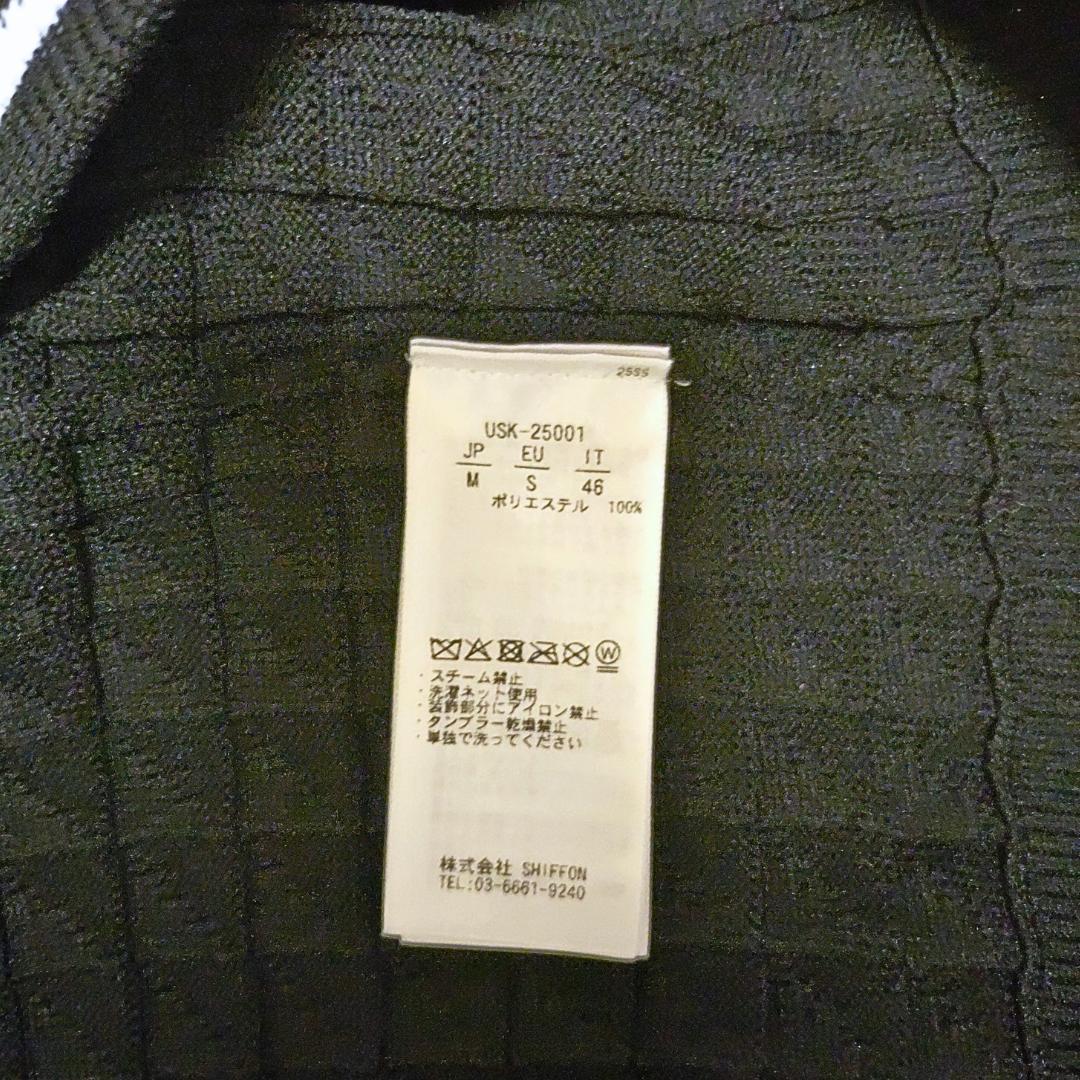 25SS
USK-25001
JP EU IT
M S 46
ポリエステル 100%
W
・スチーム禁止
・洗濯ネット使用
・装飾部分にアイロン禁止
・タンブラー乾燥禁止
・単独で洗ってください
株式会社 SHIFFON
TEL:03-6661-9240